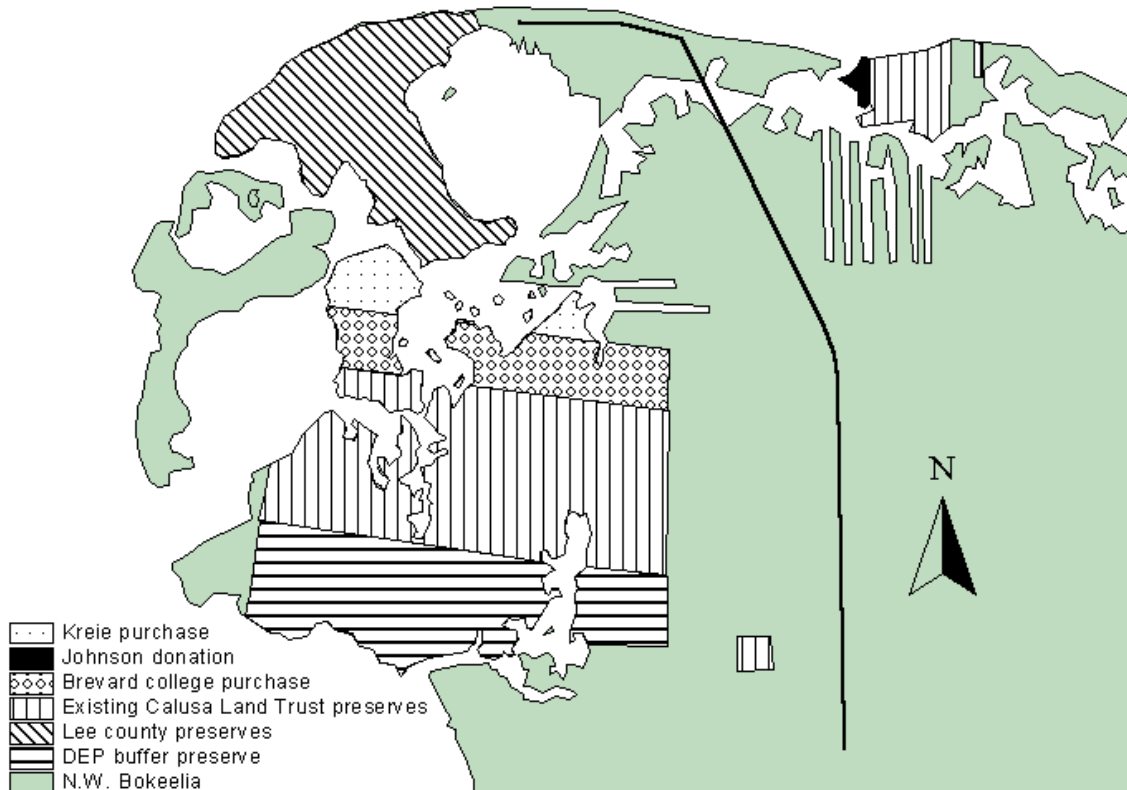 N
Kreie purchase
Johnson donation
Brevard college purchase
Existing Calusa Land Trust preserves
Lee county preserves
DEP buffer preserve
N.W. Bokeelia